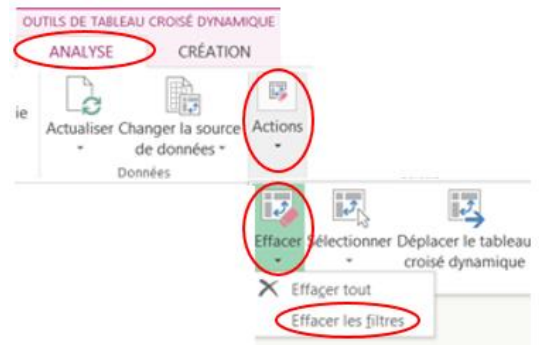 OUTILS DE TABLEAU CROISÉ DYNAMIQUE
ANALYSE CRÉATION
ie
Actualiser Changer la source Actions
de données
Données
Effacer Sélectionner Déplacer le tableau
croisé dynamique
Effacer tout
Effacer les filtres